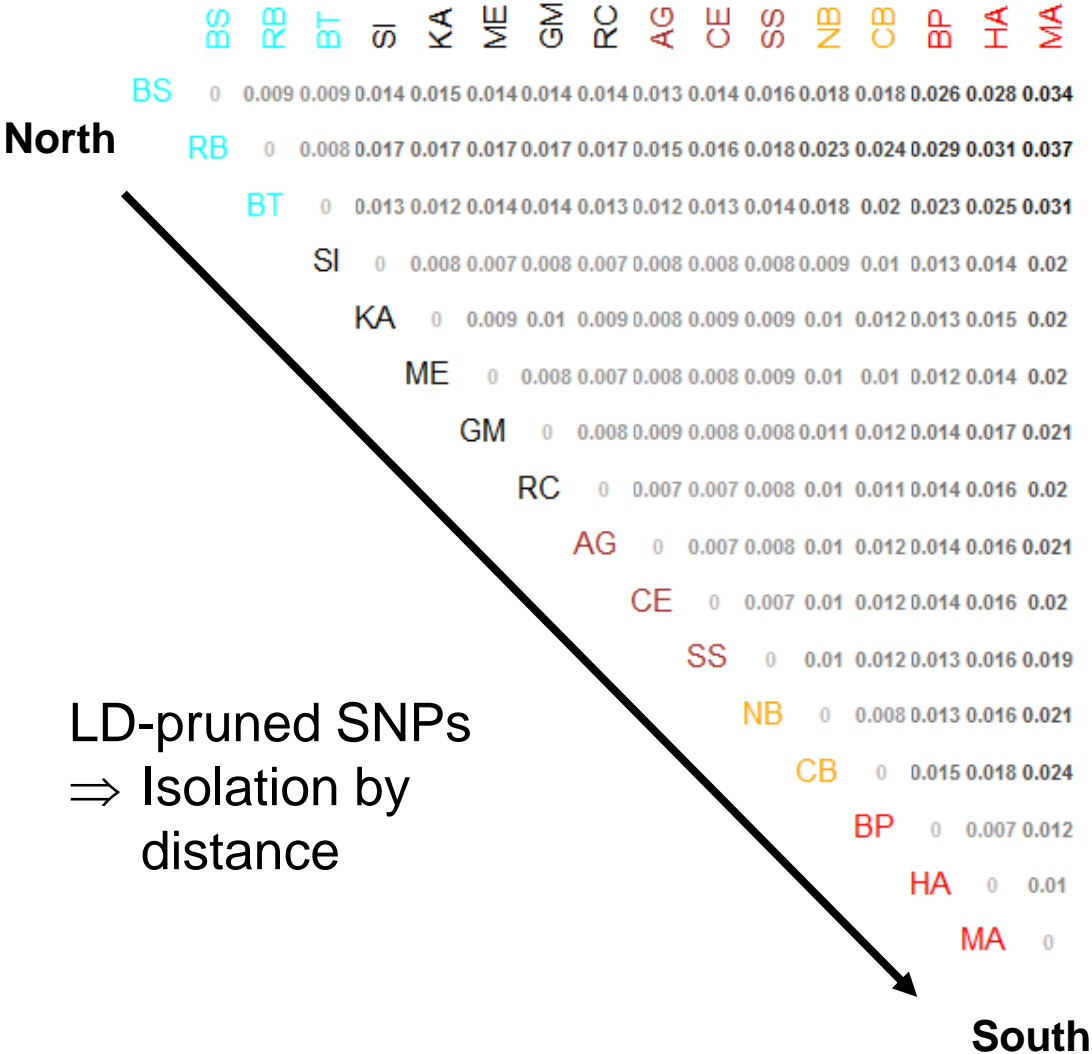 BS RB BT SI KA ME GM RC AG CE SS NB CB BP HA MA
BS 0 0.009 0.009 0.014 0.015 0.014 0.014 0.014 0.013 0.014 0.016 0.018 0.018 0.026 0.028 0.034
North
RB 0 0.008 0.017 0.017 0.017 0.017 0.017 0.015 0.016 0.018 0.023 0.024 0.029 0.031 0.037
BT 0 0.013 0.012 0.014 0.014 0.013 0.012 0.013 0.014 0.018 0.02 0.023 0.025 0.031
SI 0 0.008 0.007 0.008 0.007 0.008 0.008 0.008 0.009 0.01 0.013 0.014 0.02
KA 0 0.009 0.01 0.009 0.008 0.009 0.009 0.01 0.012 0.013 0.015 0.02
ME 0 0.008 0.007 0.008 0.008 0.009 0.01 0.01 0.012 0.014 0.02
GM 0 0.008 0.009 0.008 0.008 0.011 0.012 0.014 0.017 0.021
RC 0 0.007 0.007 0.008 0.01 0.011 0.014 0.016 0.02
AG 0 0.007 0.008 0.01 0.012 0.014 0.016 0.021
CE 0 0.007 0.01 0.012 0.014 0.016 0.02
SS 0 0.01 0.012 0.013 0.016 0.019
NB 0 0.008 0.013 0.016 0.021
CB 0 0.015 0.018 0.024
BP 0 0.007 0.012
HA 0 0.01
MA 0
LD-pruned SNPs
⇒ Isolation by
distance
South